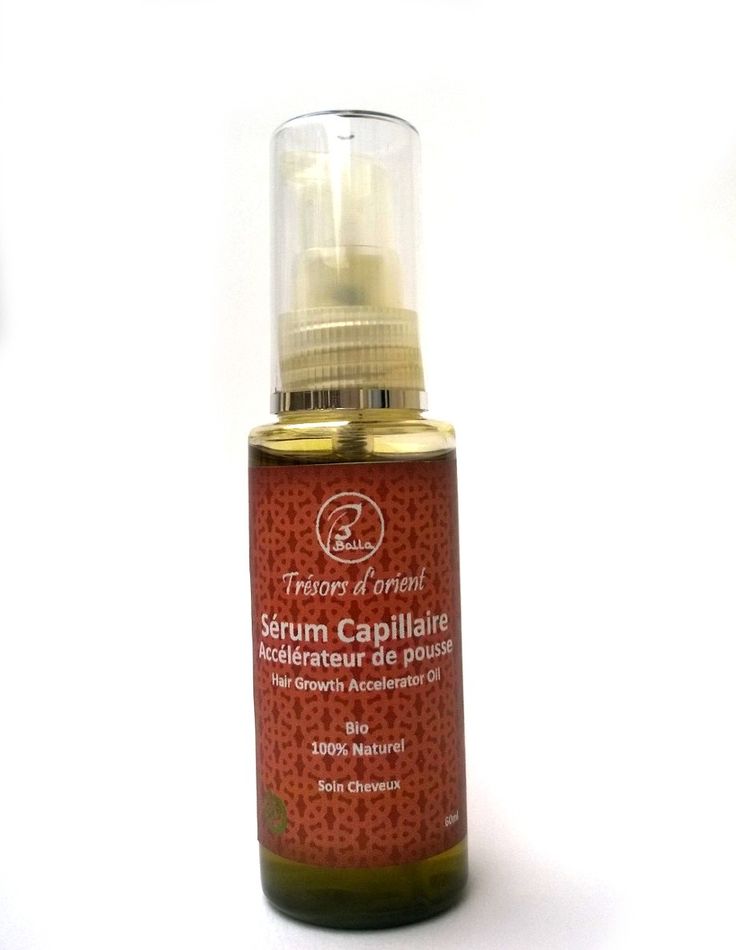 Balla
Trésors d'orient
Sérum Capillaire
Accélérateur de pousse
Hair Growth Accelerator Oil
Bio
100% Naturel
Soin Cheveux
60ml